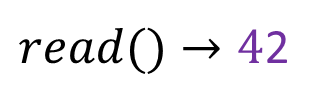 read() → 42